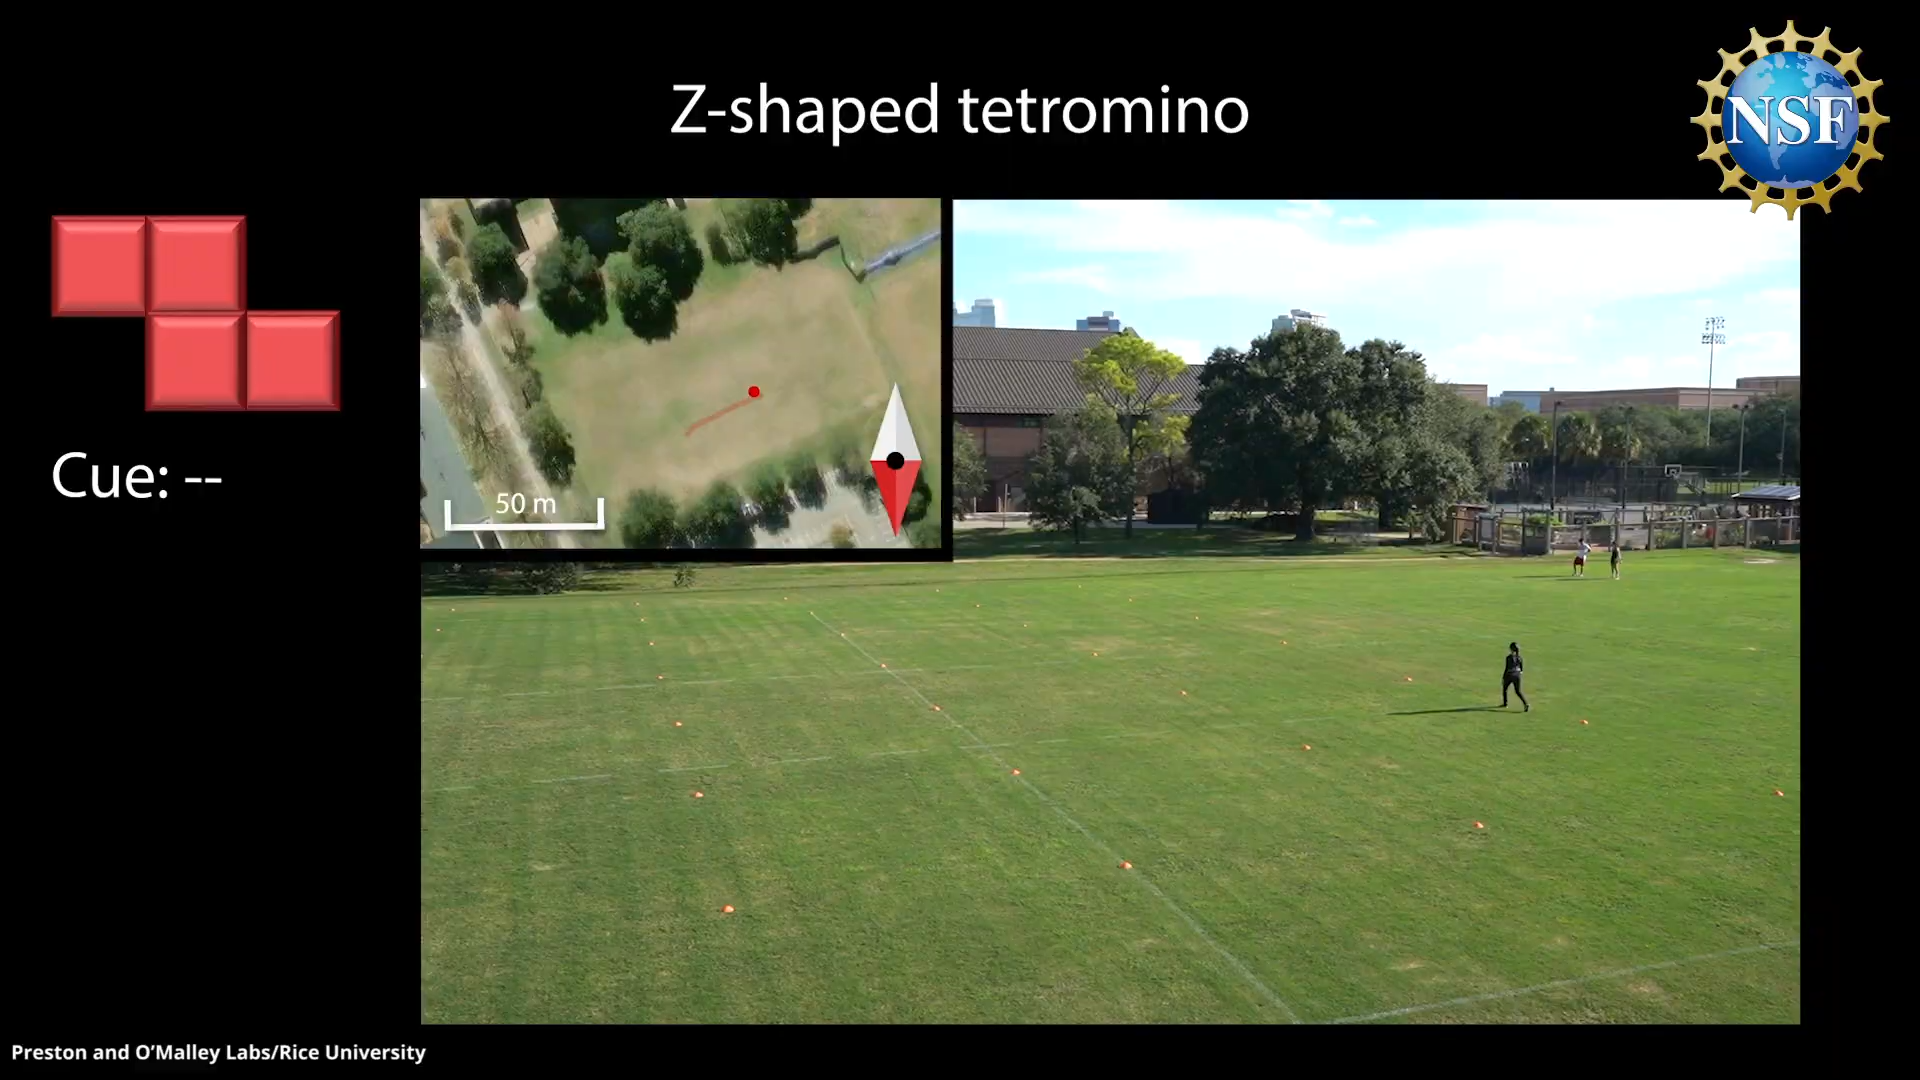 Z-shaped tetromino
NSF
Cue: --
50 m
Preston and O'Malley Labs/Rice University